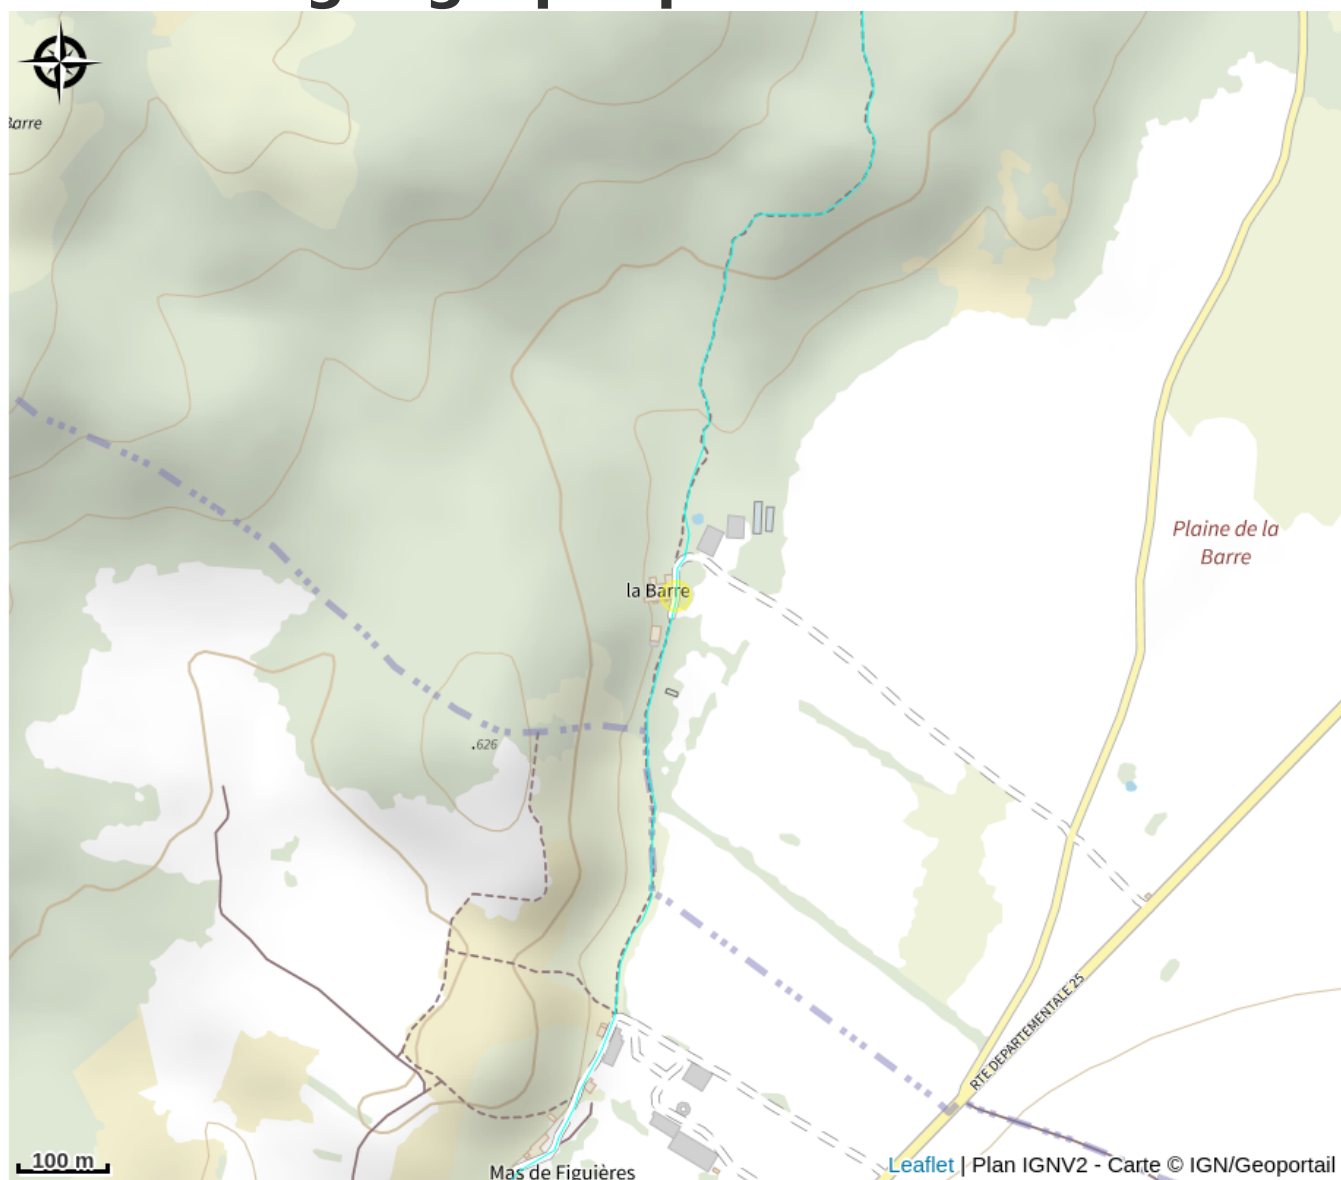 Barre
Plaine de la
Barre
la Barre
.626
RTE DEPARTEMENTALE 25
100 m
Mas de Figuières
Leaflet | Plan IGNV2 - Carte © IGN/Geoportail